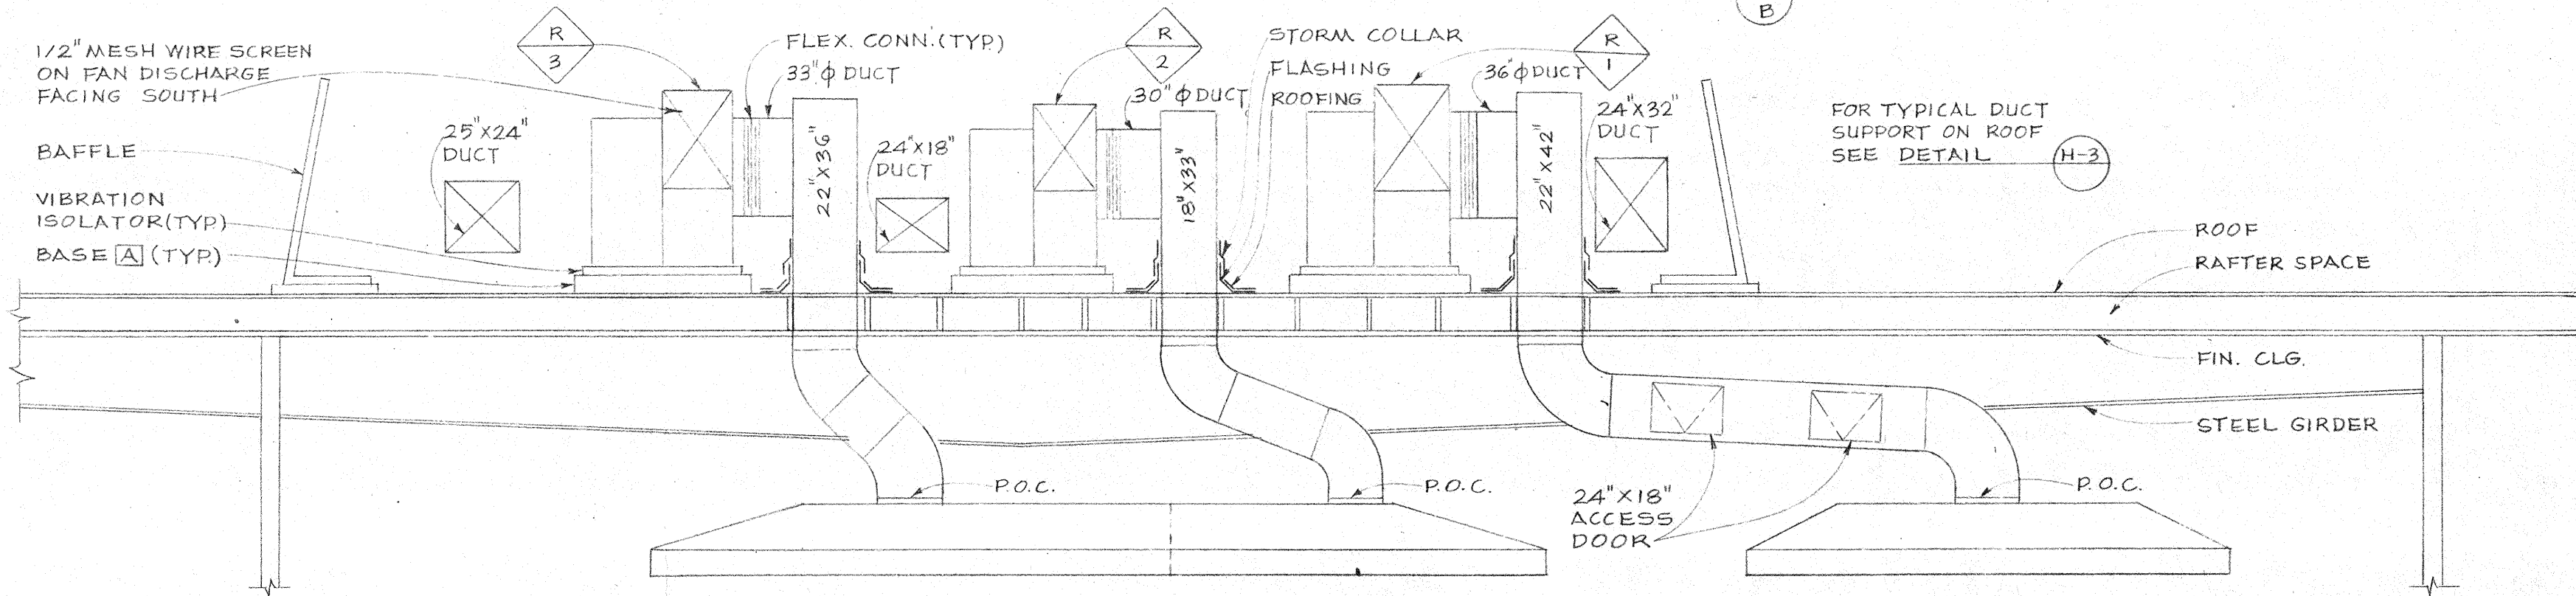 B
1/2" MESH WIRE SCREEN
ON FAN DISCHARGE
FACING SOUTH
BAFFLE
VIBRATION
ISOLATOR (TYP.)
BASE A (TYP.)
25"X24"
DUCT
R
3
FLEX. CONN. (TYP.)
33"ϕ DUCT
22"X36"
24"X18"
DUCT
R
2
30"ϕ DUCT
18"X33"
STORM COLLAR
FLASHING
ROOFING
R
1
36"ϕ DUCT
22"X42"
24"X32"
DUCT
FOR TYPICAL DUCT
SUPPORT ON ROOF
SEE DETAIL H-3
ROOF
RAFTER SPACE
FIN. CLG.
STEEL GIRDER
P.O.C.
P.O.C.
24"X18"
ACCESS
DOOR
P.O.C.